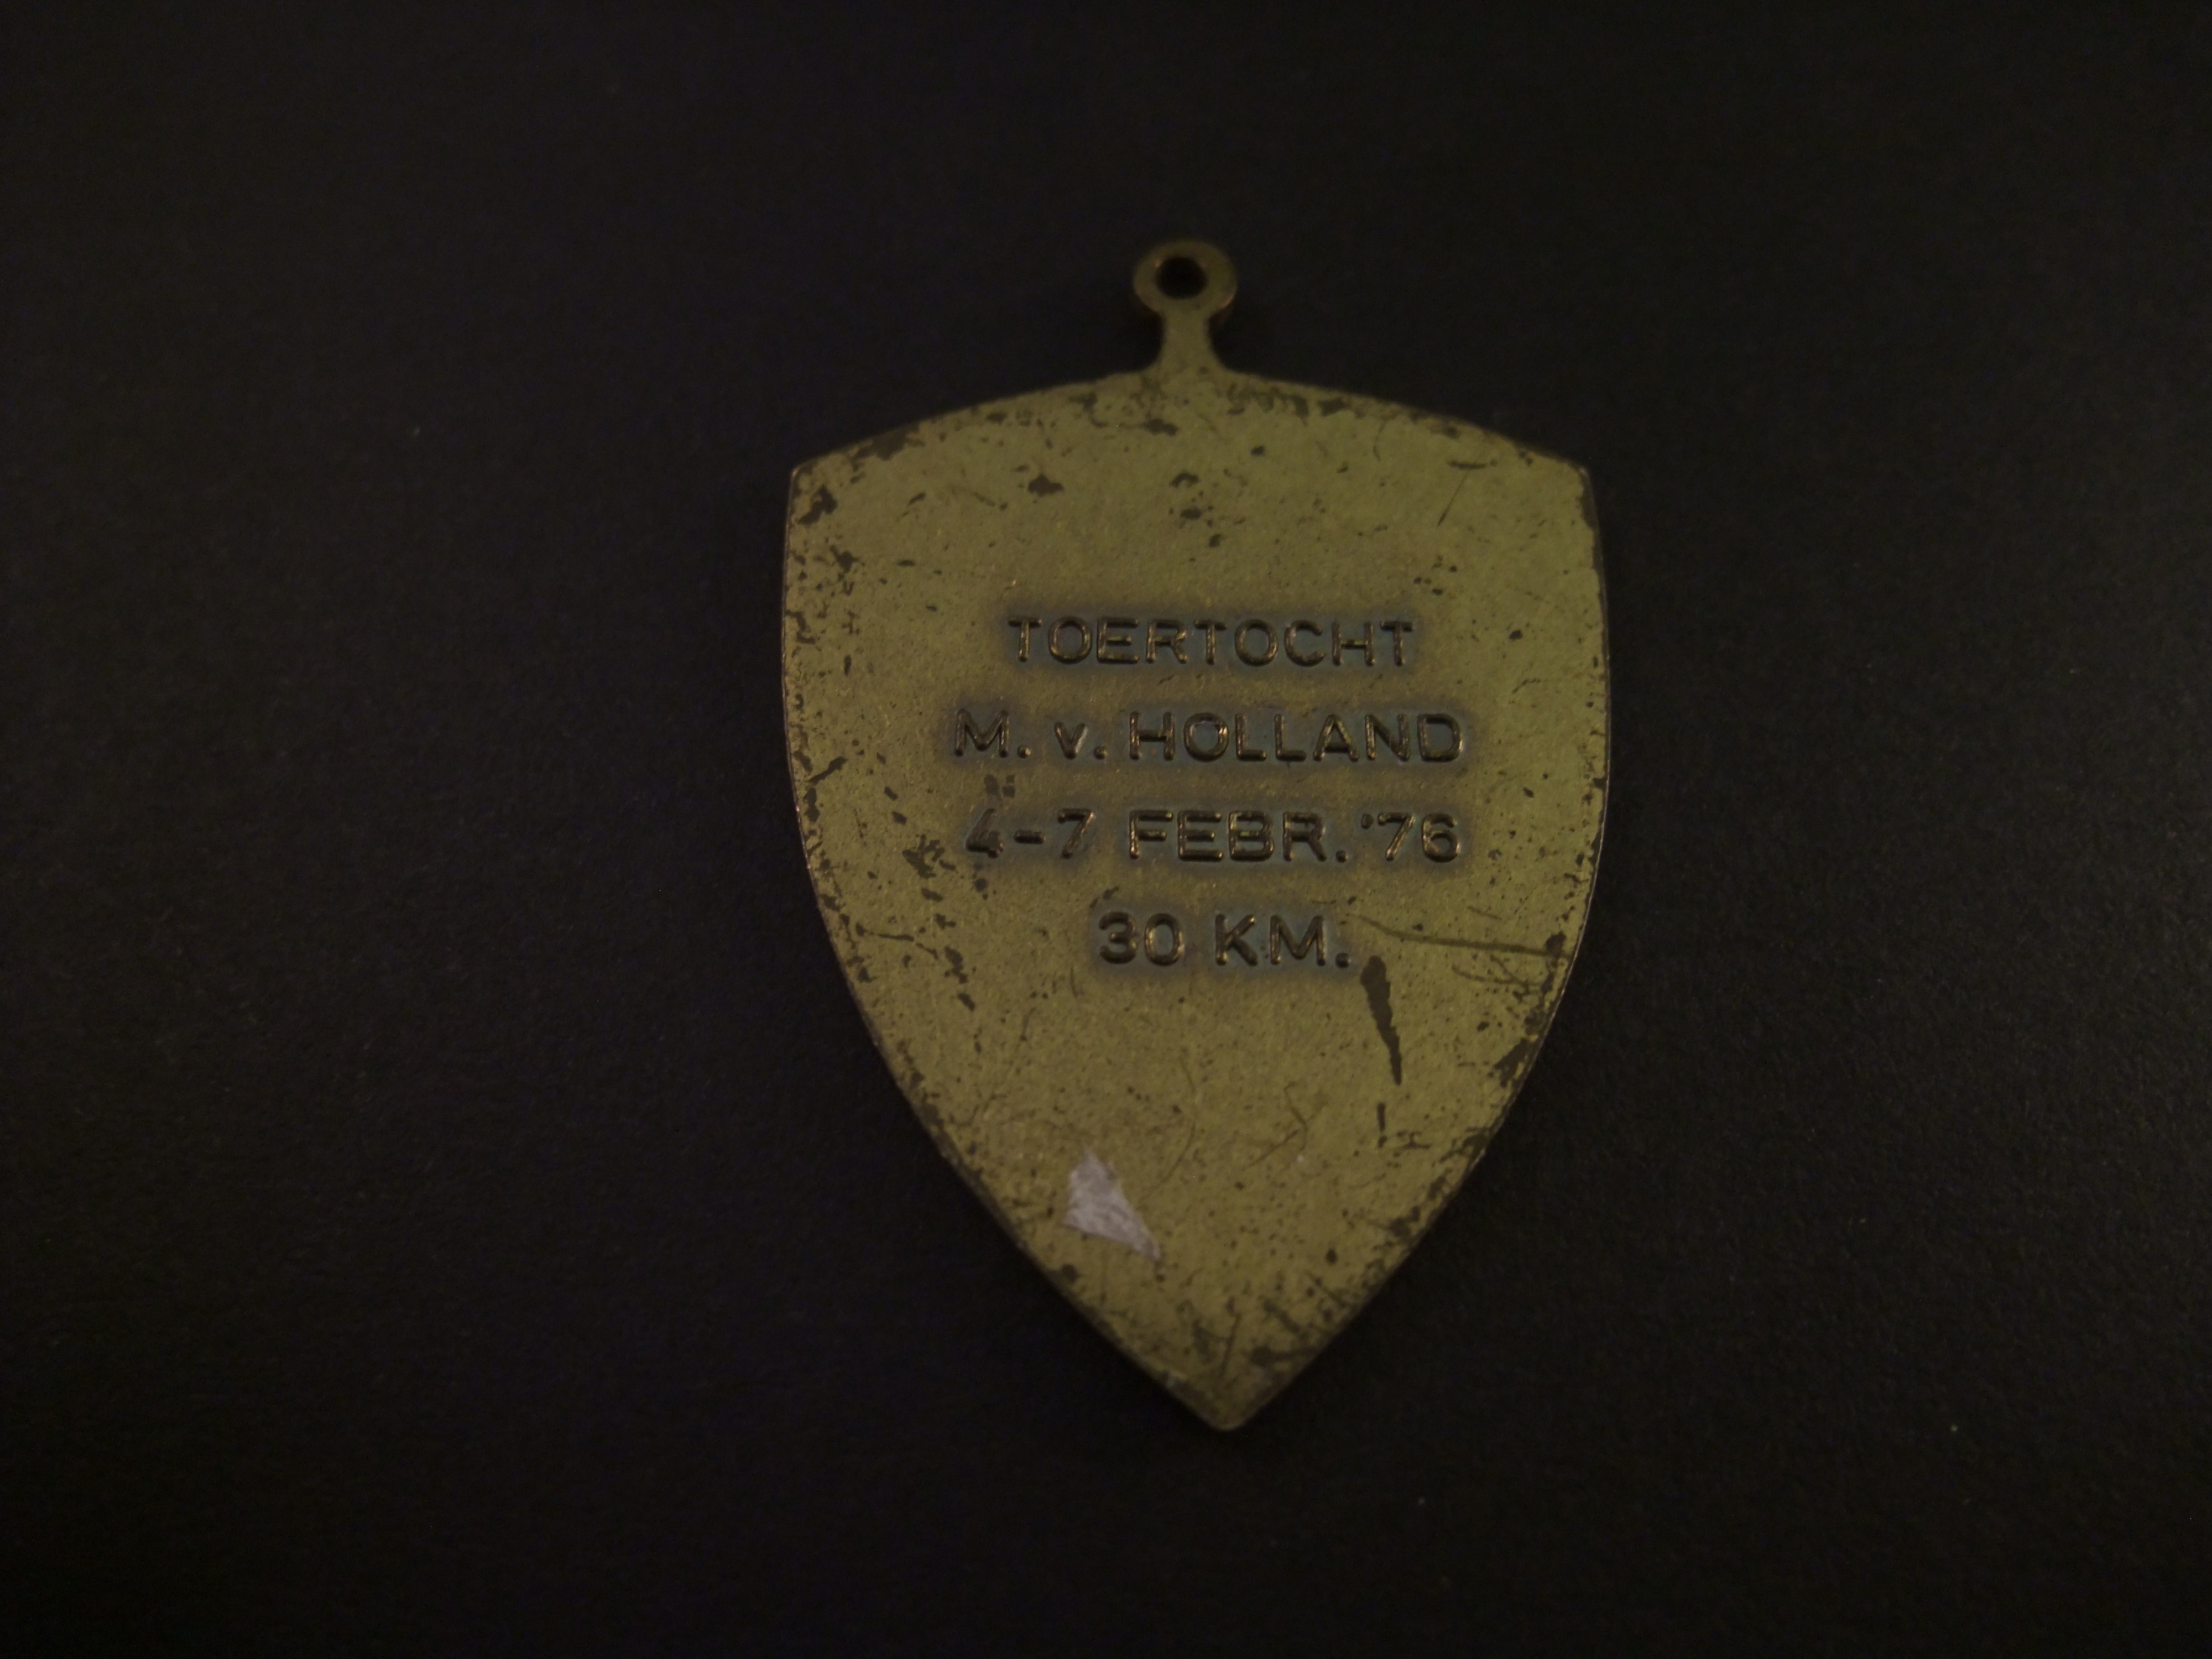 TOERTOCHT
M. v. HOLLAND
4-7 FEBR. '76
30 KM.